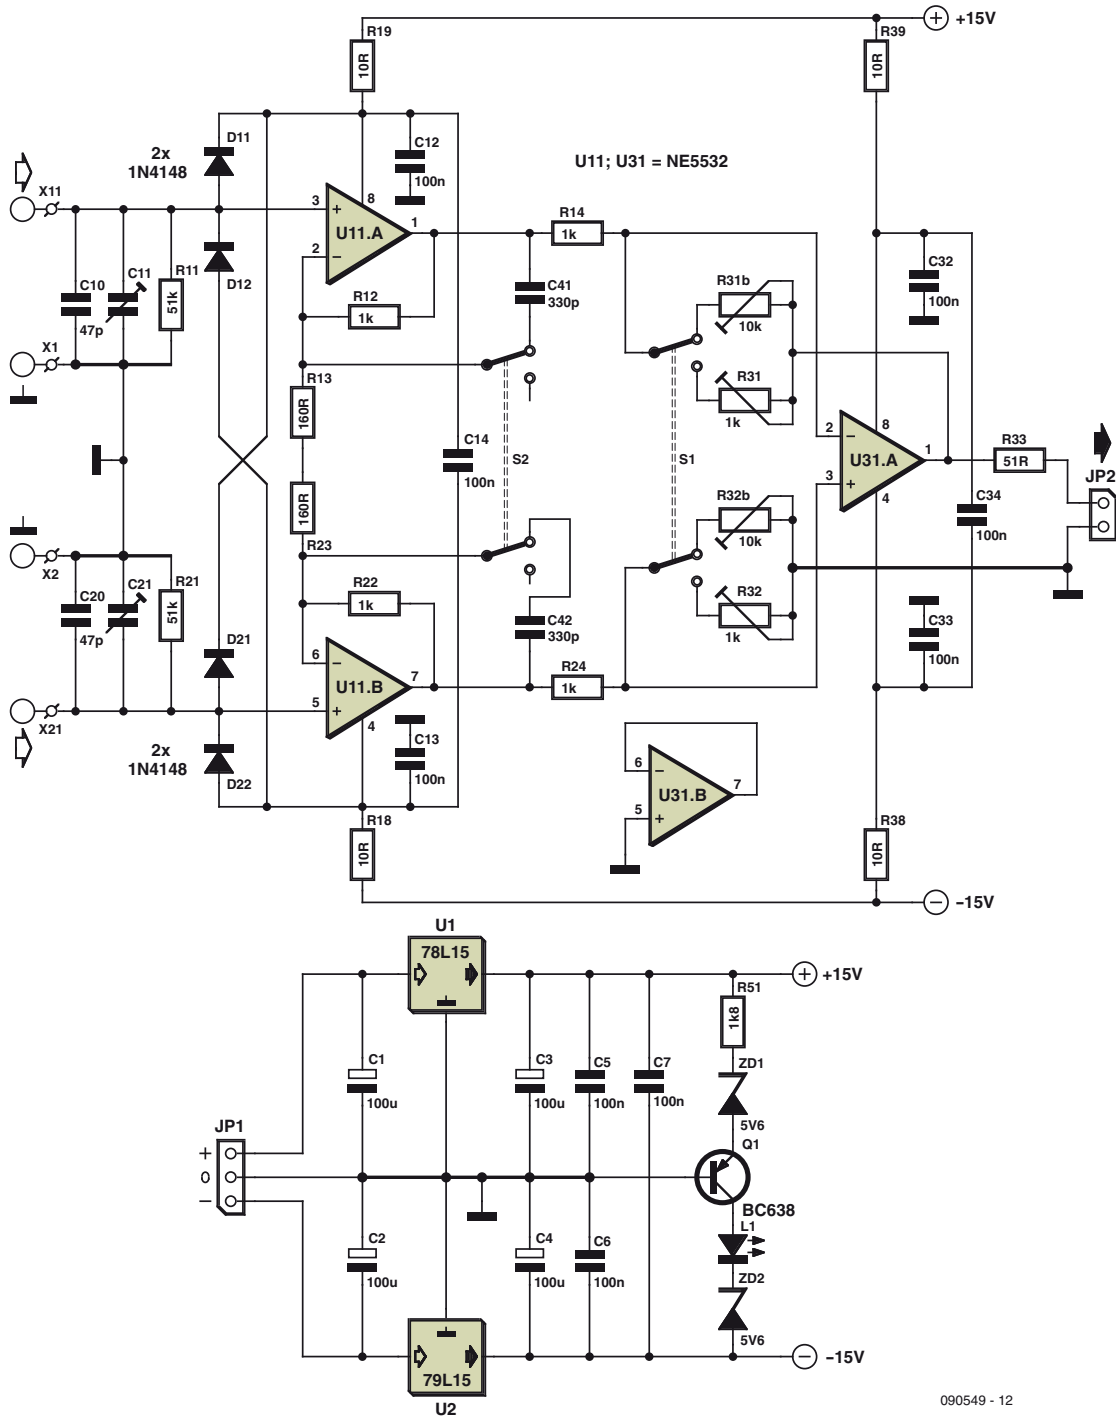 R19
10R
+
+15V
R39
10R
D11
2x
1N4148
C12
100n
U11; U31 = NE5532
X11
3
+
8
U11.A
1
2
−
R14
1k
D12
C10
47p
C11
R11
51k
R12
1k
C41
330p
R31b
10k
C32
100n
X1
R13
160R
R31
1k
2
−
8
U31.A
1
3
+
4
R33
51R
JP2
C14
100n
S2
S1
160R
R23
R32b
10k
C34
100n
X2
C20
47p
C21
R21
51k
R22
1k
C42
330p
R32
1k
C33
100n
D21
6
−
U11.B
7
5
+
4
R24
1k
X21
2x
1N4148
D22
C13
100n
6
−
7
U31.B
5
+
R18
10R
R38
10R
−
−15V
U1
78L15
+
+15V
R51
1k8
C1
100u
C3
100u
C5
100n
C7
100n
ZD1
5V6
JP1
+
0
−
Q1
BC638
L1
C2
100u
C4
100u
C6
100n
ZD2
5V6
79L15
U2
−
−15V
090549 - 12